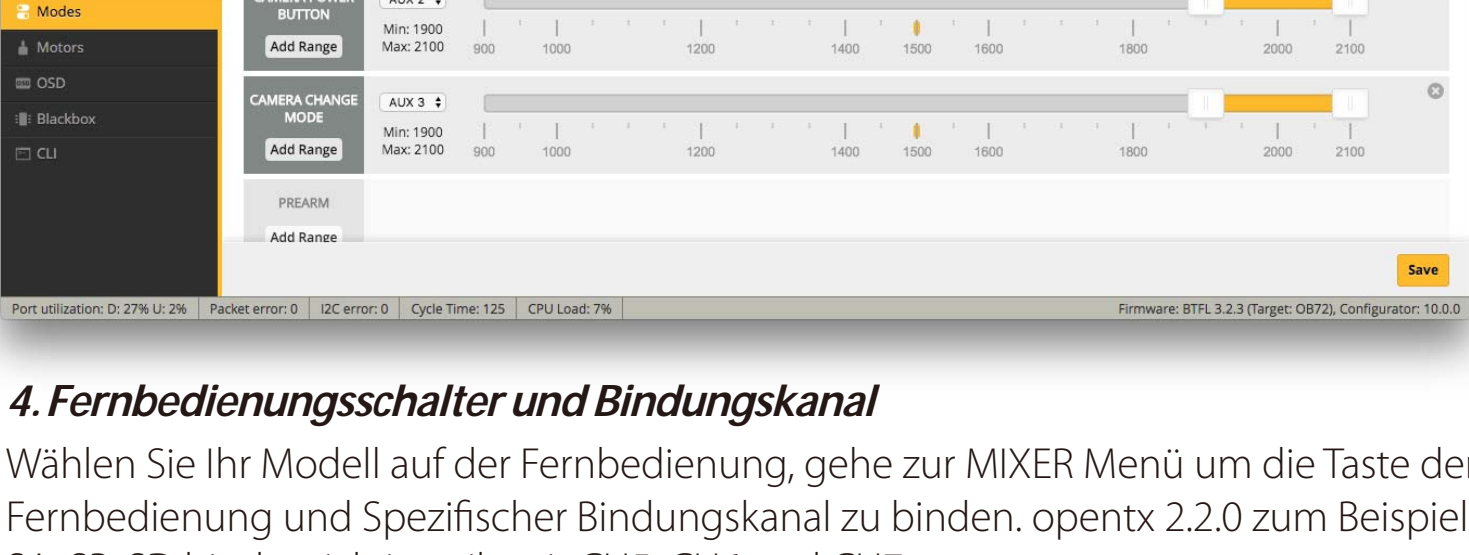 Modes
BUTTON
AUX 2
Add Range
Min: 1900
Max: 2100
900 1000 1200 1400 1500 1600 1800 2000 2100
Motors
OSD
Blackbox
CLI
CAMERA CHANGE
MODE
AUX 3
Add Range
Min: 1900
Max: 2100
900 1000 1200 1400 1500 1600 1800 2000 2100
PREARM
Add Range
Save
Port utilization: D: 27% U: 2% Packet error: 0 I2C error: 0 Cycle Time: 125 CPU Load: 7% Firmware: BTFL 3.2.3 (Target: OB72), Configurator: 10.0.0
4. Fernbedienungsschalter und Bindungskanal
Wählen Sie Ihr Modell auf der Fernbedienung, gehe zur MIXER Menü um die Taste der
Fernbedienung und Spezifischer Bindungskanal zu binden. opentx 2.2.0 zum Beispiel